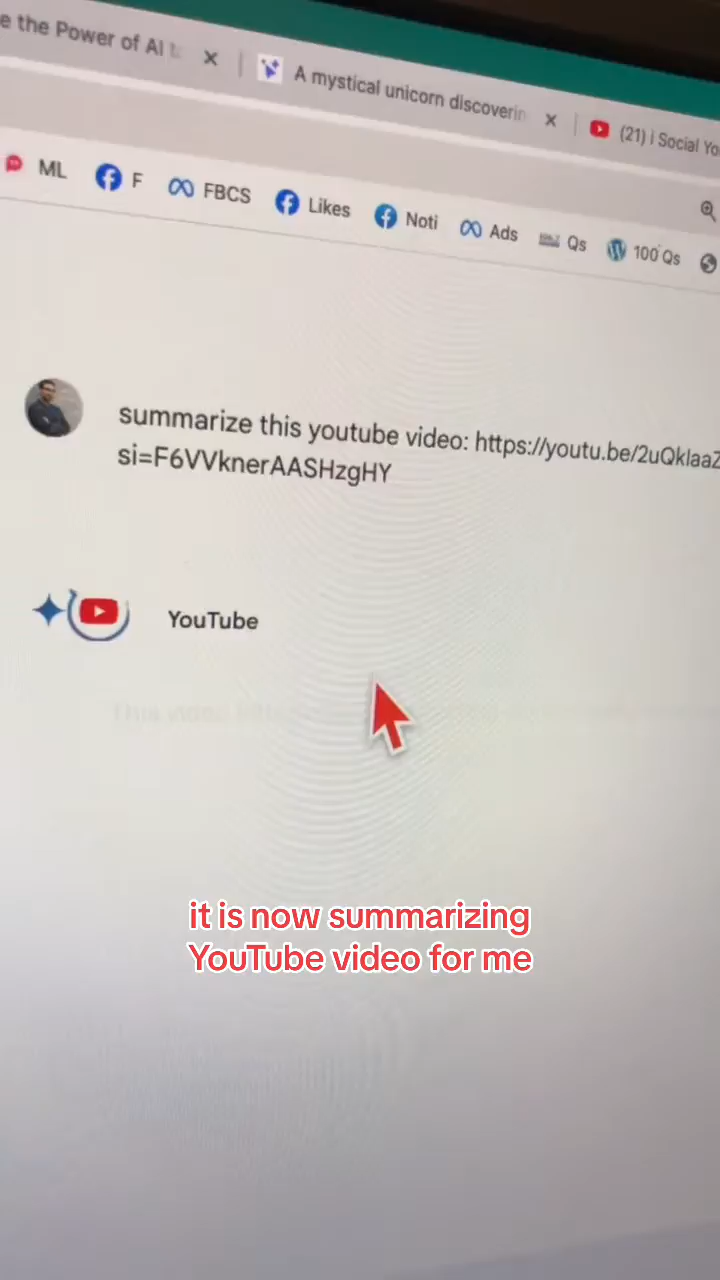 e the Power of AI
A mystical unicorn discoverin
(21) i Social Yo
ML
F
FBCS
Likes
Noti
Ads
Qs
100 Qs
summarize this youtube video: https://youtu.be/2uQklaaZ
si=F6VVknerAASHzgHY
YouTube
it is now summarizing
YouTube video for me